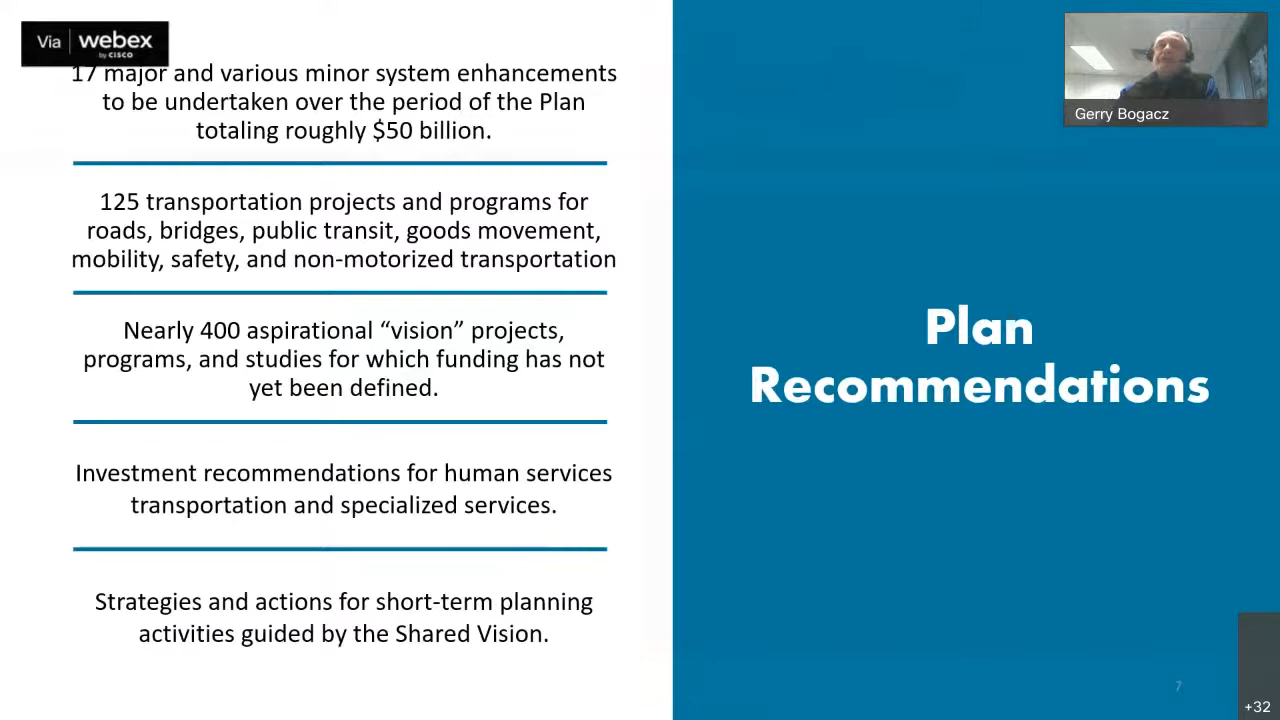 Via webex
by CISCO
17 major and various minor system enhancements
to be undertaken over the period of the Plan
totaling roughly $50 billion.
125 transportation projects and programs for
roads, bridges, public transit, goods movement,
mobility, safety, and non-motorized transportation
Nearly 400 aspirational “vision” projects,
programs, and studies for which funding has not
yet been defined.
Investment recommendations for human services
transportation and specialized services.
Strategies and actions for short-term planning
activities guided by the Shared Vision.
Gerry Bogacz
Plan
Recommendations
7
+32